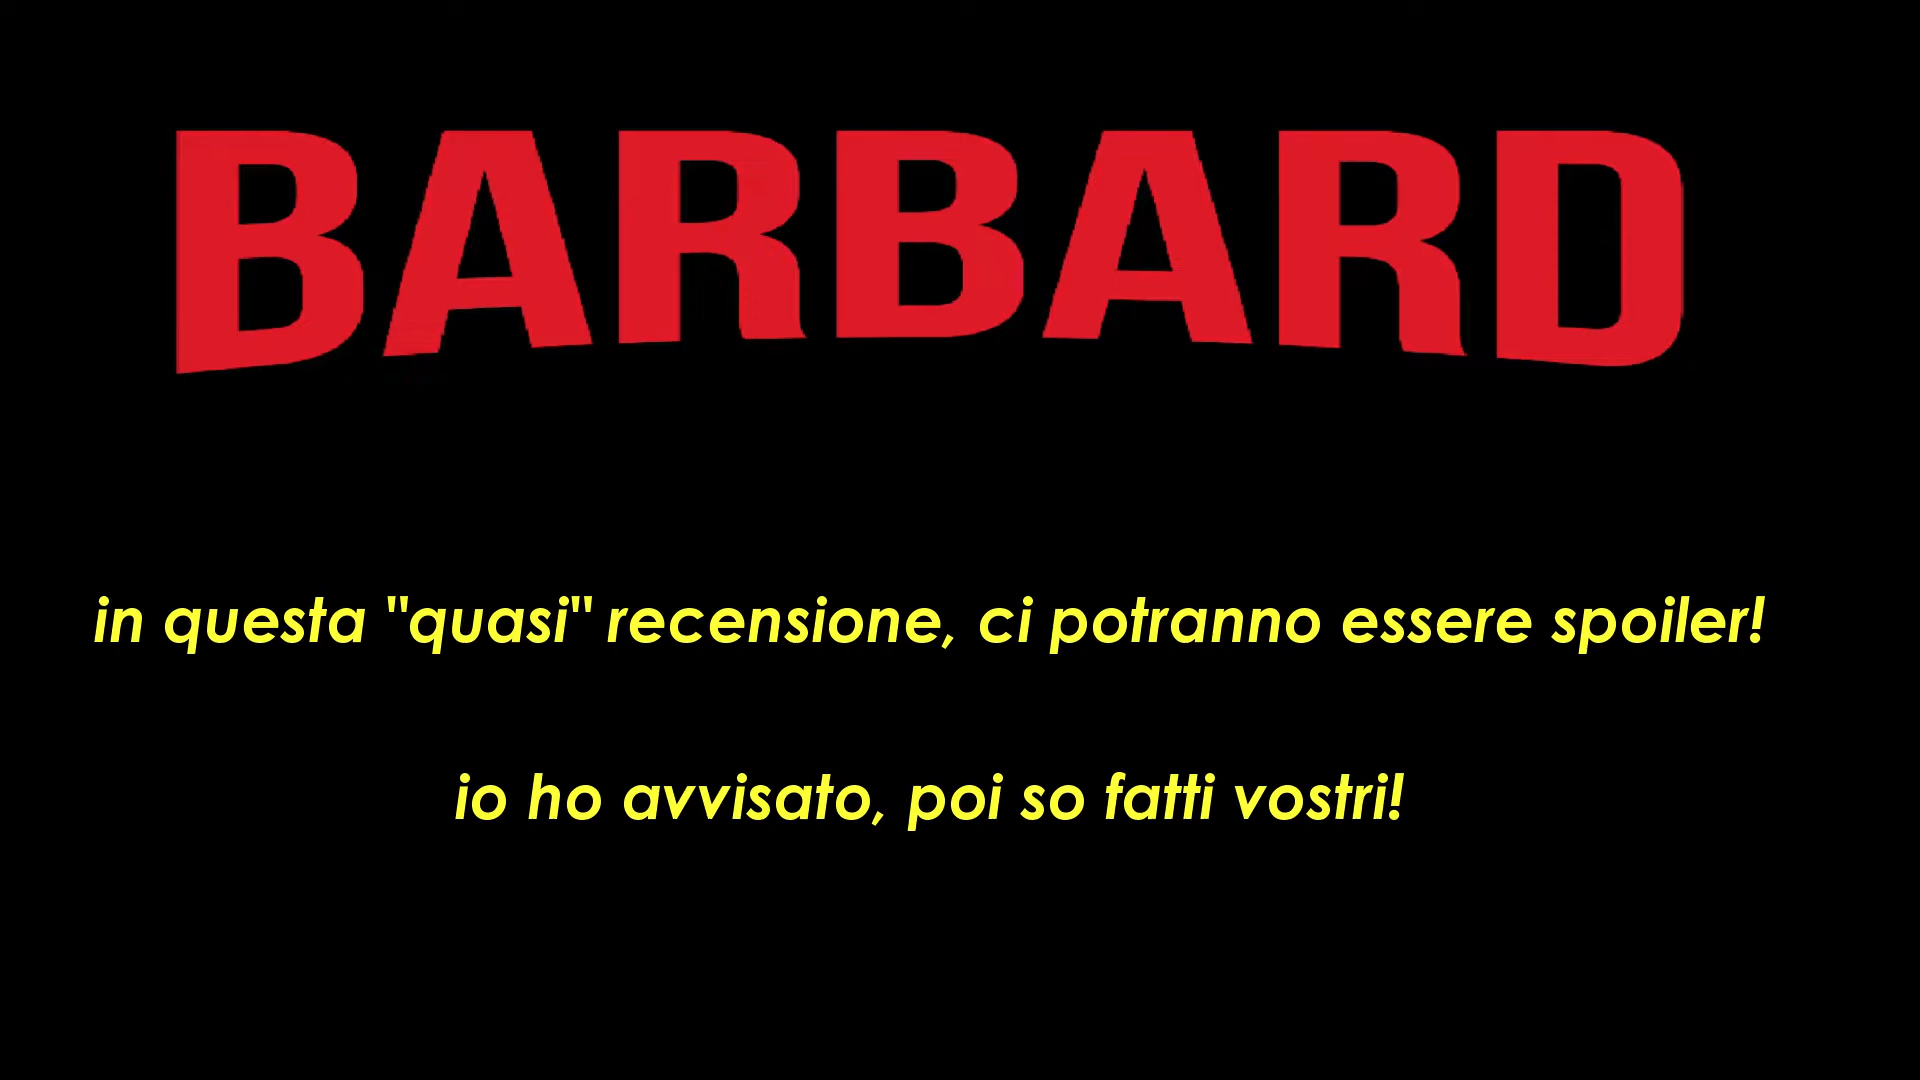 BARBARD
in questa "quasi" recensione, ci potranno essere spoiler!
io ho avvisato, poi so fatti vostri!